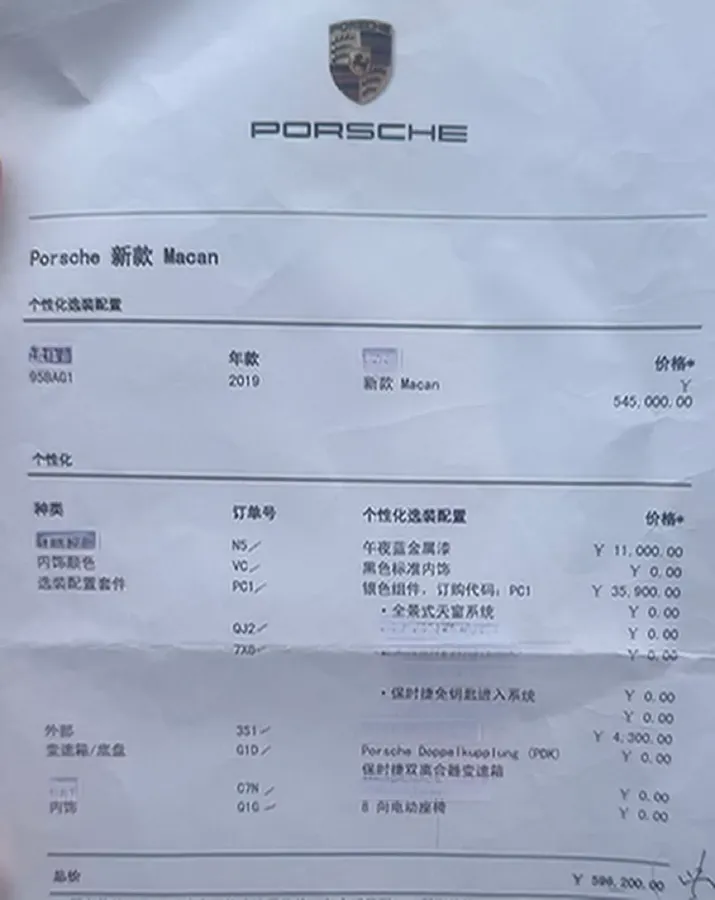 PORSCHE
PORSCHE
Porsche 新款 Macan
个性化选装配置
年款 价格*
95BAG1 2019 新款 Macan ¥
545,000.00
个性化
种类 订单号 个性化选装配置 价格*
N5/ 午夜蓝金属漆 ¥ 11,000.00
内饰颜色 VC/ 黑色标准内饰 ¥ 0.00
选装配置套件 PC1/ 银色组件, 订购代码: PC1 ¥ 35,900.00
·全景式天窗系统 ¥ 0.00
QJ2/ ¥ 0.00
¥ 0.00
·保时捷免钥匙进入系统 ¥ 0.00
¥ 0.00
外部 3S1/ ¥ 4,300.00
变速箱/底盘 G1D/ Porsche Doppelkupplung (PDK) ¥ 0.00
保时捷双离合器变速箱
C7N / ¥ 0.00
内饰 Q1G/ 8 向电动座椅 ¥ 0.00
总价 ¥ 596,200.00